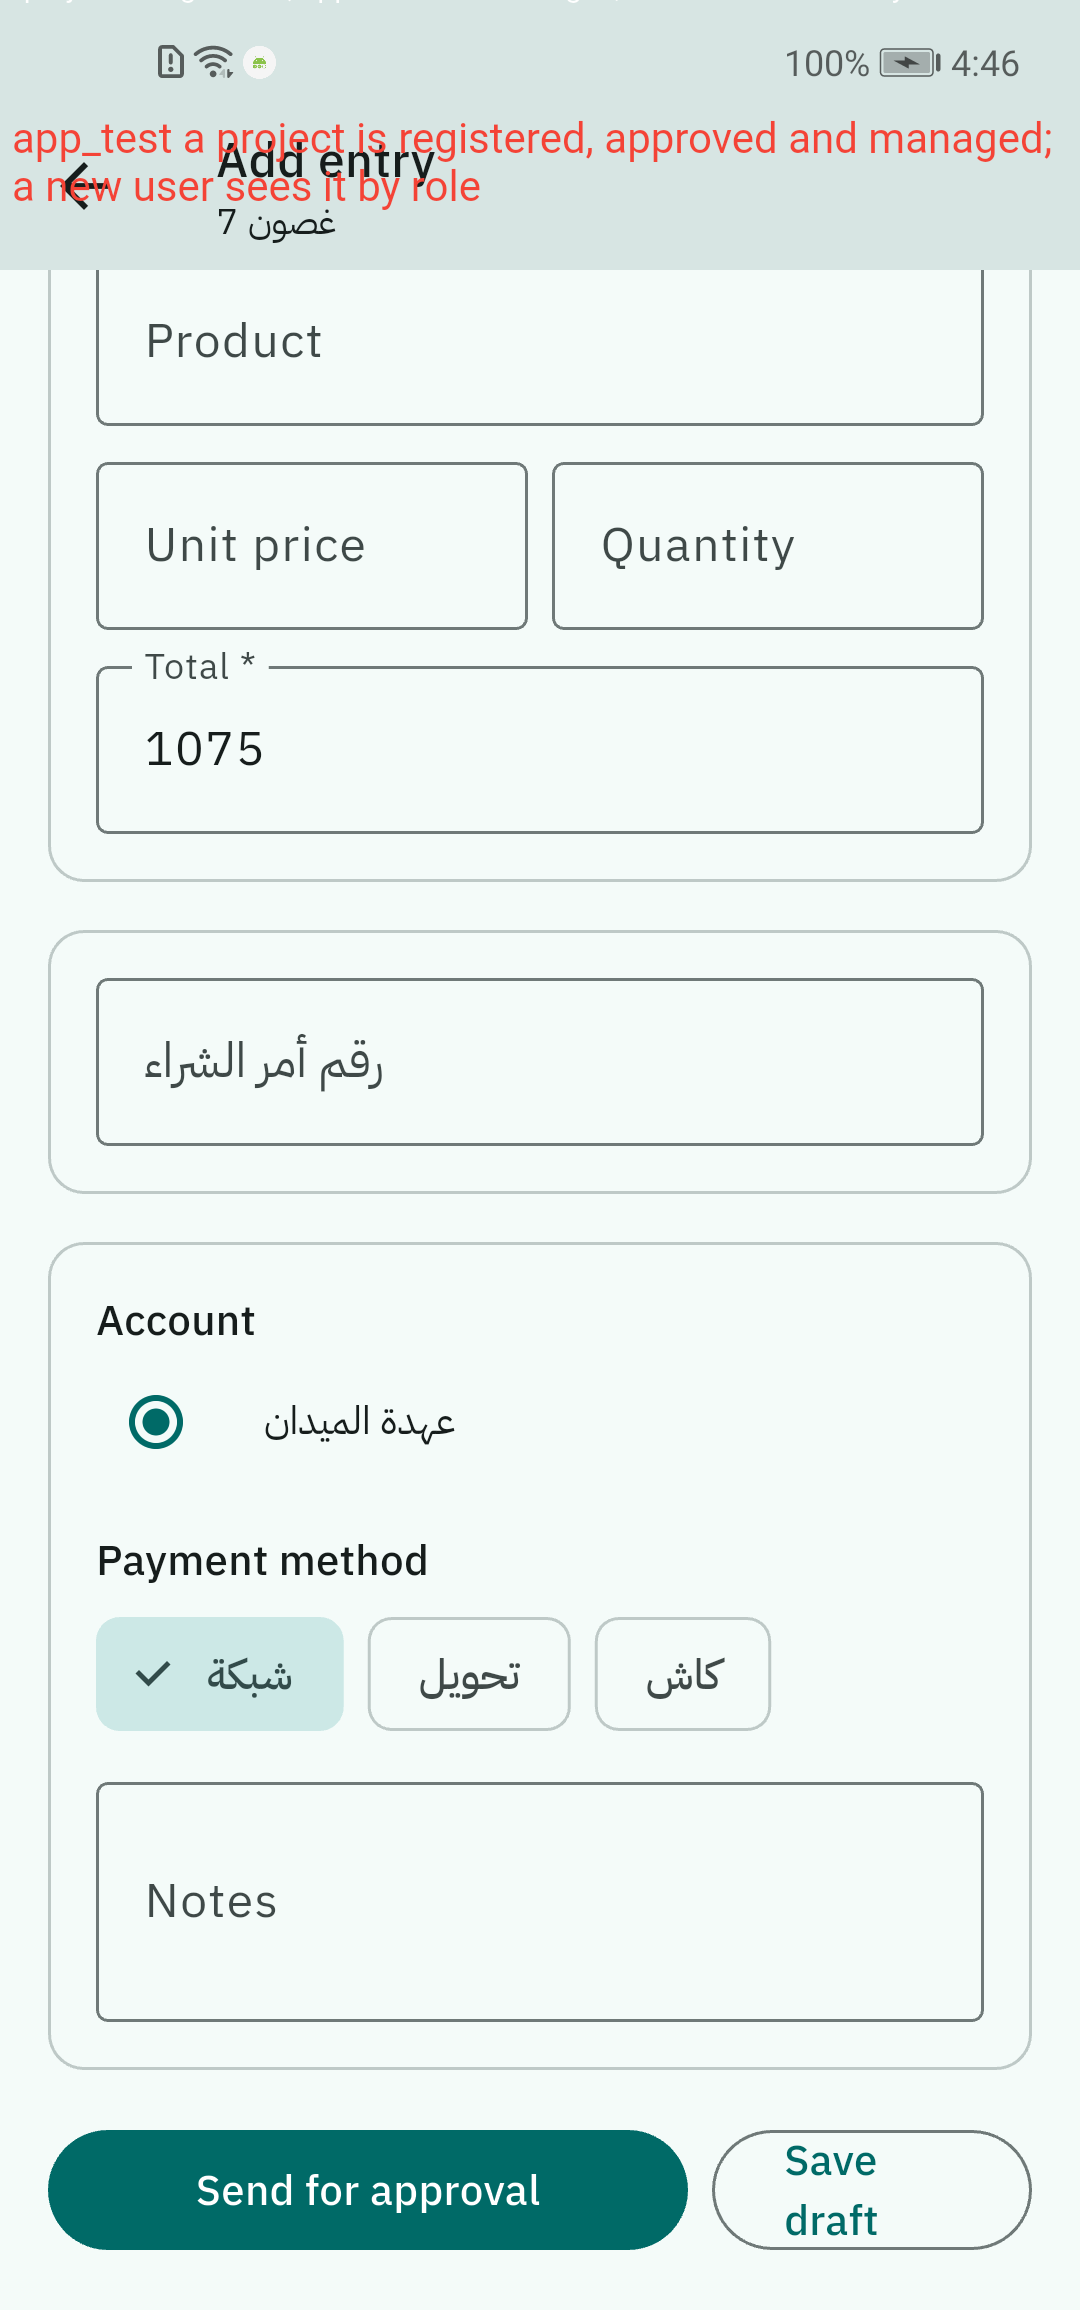 100% 4:46
app_test a project is registered, approved and managed;
a new user sees it by role
Add entry
غصون 7
Product
Unit price
Quantity
Total *
1075
رقم أمر الشراء
Account
عهدة الميدان
Payment method
شبكة
تحويل
كاش
Notes
Send for approval
Save
draft